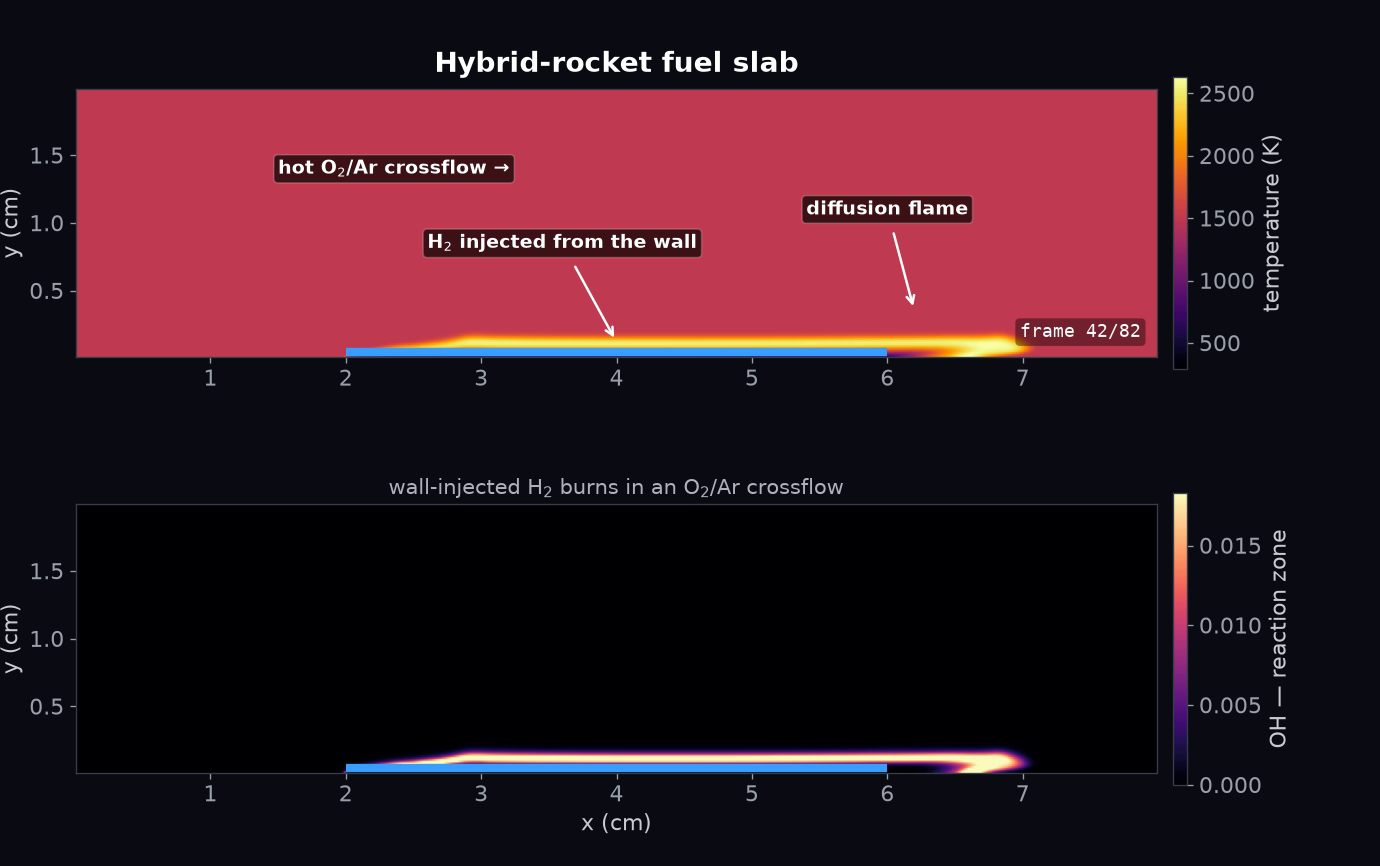 Hybrid-rocket fuel slab
hot O₂/Ar crossflow →
diffusion flame
H₂ injected from the wall
frame 42/82
y (cm)
1.5
1.0
0.5
1 2 3 4 5 6 7
2500
2000
1500
1000
500
temperature (K)
wall-injected H₂ burns in an O₂/Ar crossflow
y (cm)
1.5
1.0
0.5
1 2 3 4 5 6 7
x (cm)
0.015
0.010
0.005
0.000
OH — reaction zone